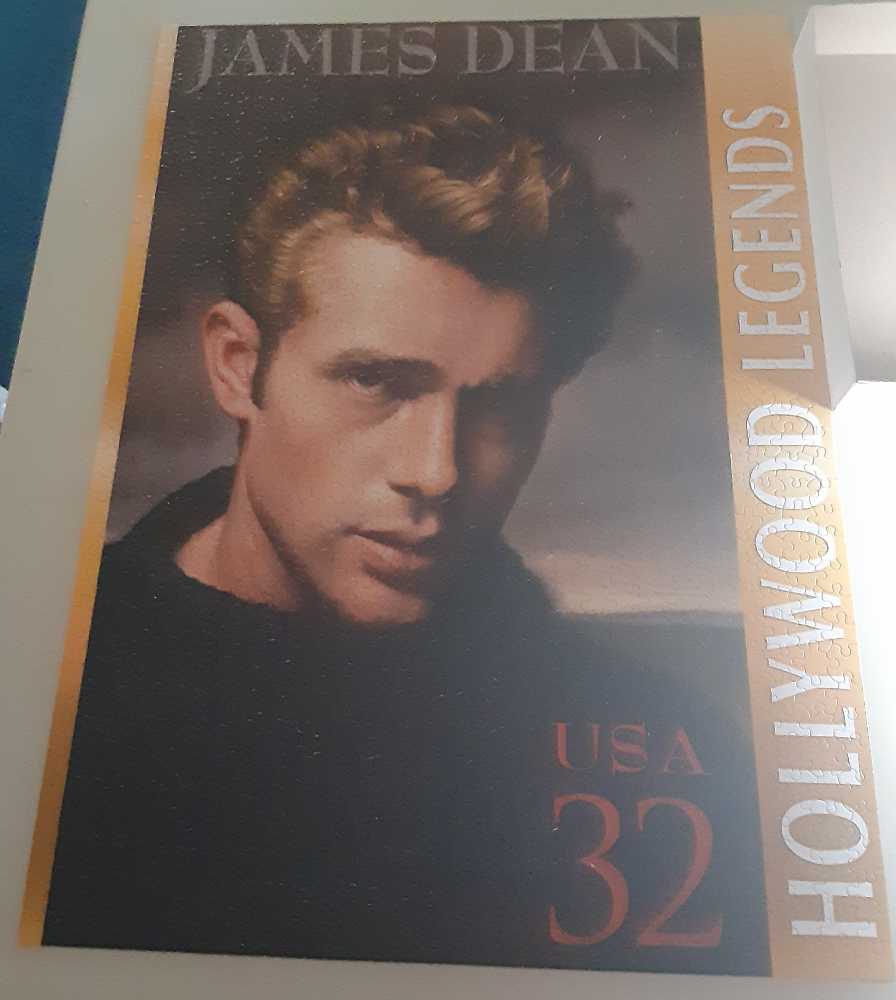 JAMES DEAN
HOLLYWOOD LEGENDS
USA
32